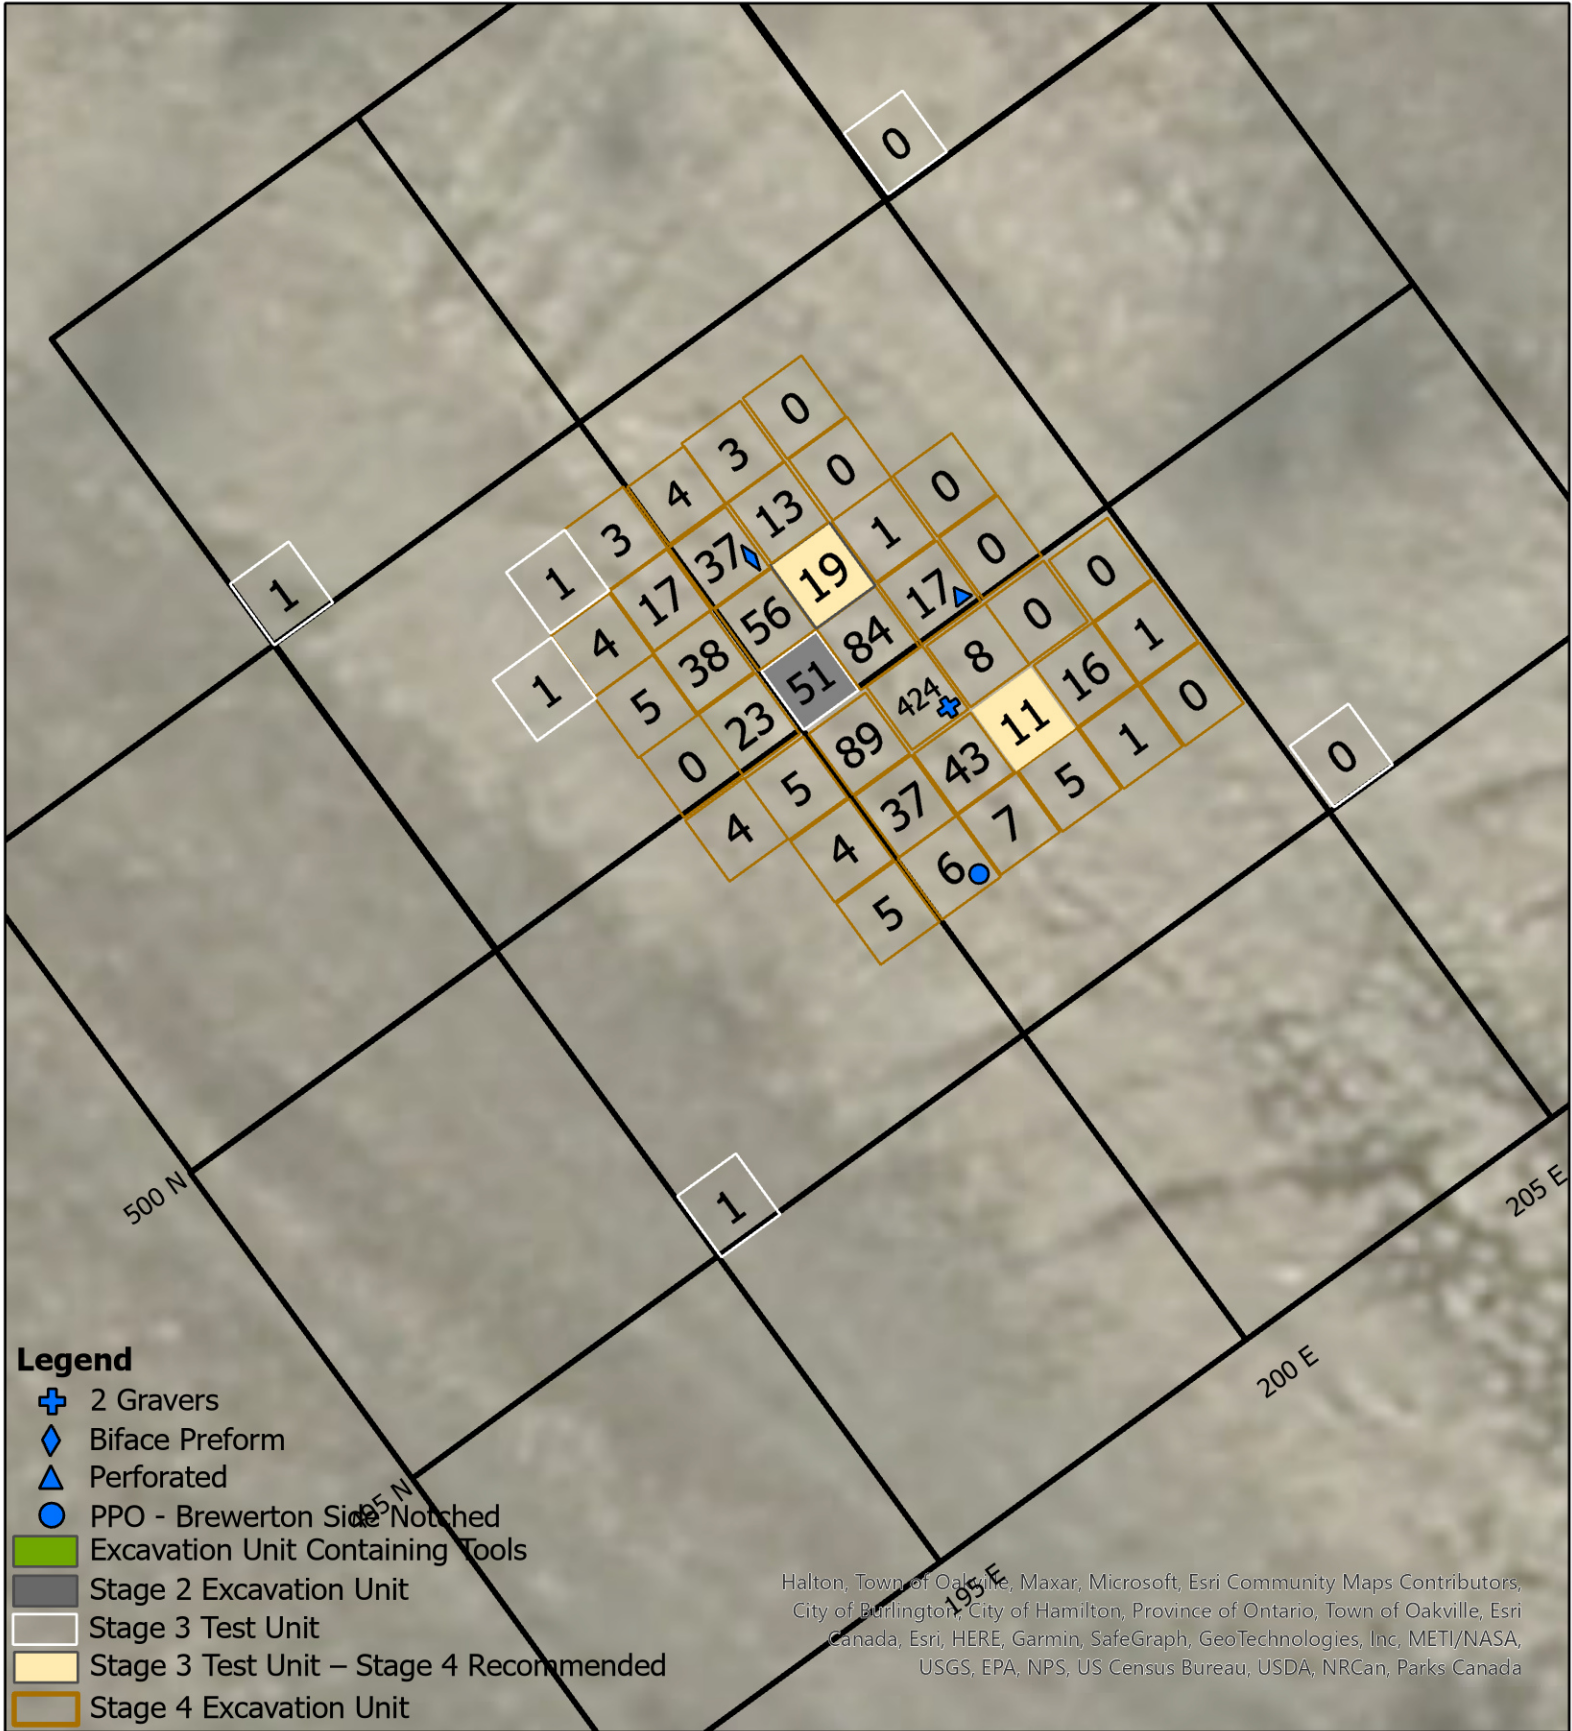 0
0
3
0
4
13
0
3
37
19
1
0
1
17
56
84
17
0
0
1
4
38
51
8
0
1
1
5
23
89
424
11
16
0
0
5
43
1
0
4
4
37
7
5
5
6
1
500 N
205 E
200 E
195 E
495 N
Legend
2 Gravers
Biface Preform
Perforated
PPO - Brewerton Side Notched
Excavation Unit Containing Tools
Stage 2 Excavation Unit
Stage 3 Test Unit
Stage 3 Test Unit – Stage 4 Recommended
Stage 4 Excavation Unit
Halton, Town of Oakville, Maxar, Microsoft, Esri Community Maps Contributors,
City of Burlington, City of Hamilton, Province of Ontario, Town of Oakville, Esri
Canada, Esri, HERE, Garmin, SafeGraph, GeoTechnologies, Inc, METI/NASA,
USGS, EPA, NPS, US Census Bureau, USDA, NRCan, Parks Canada